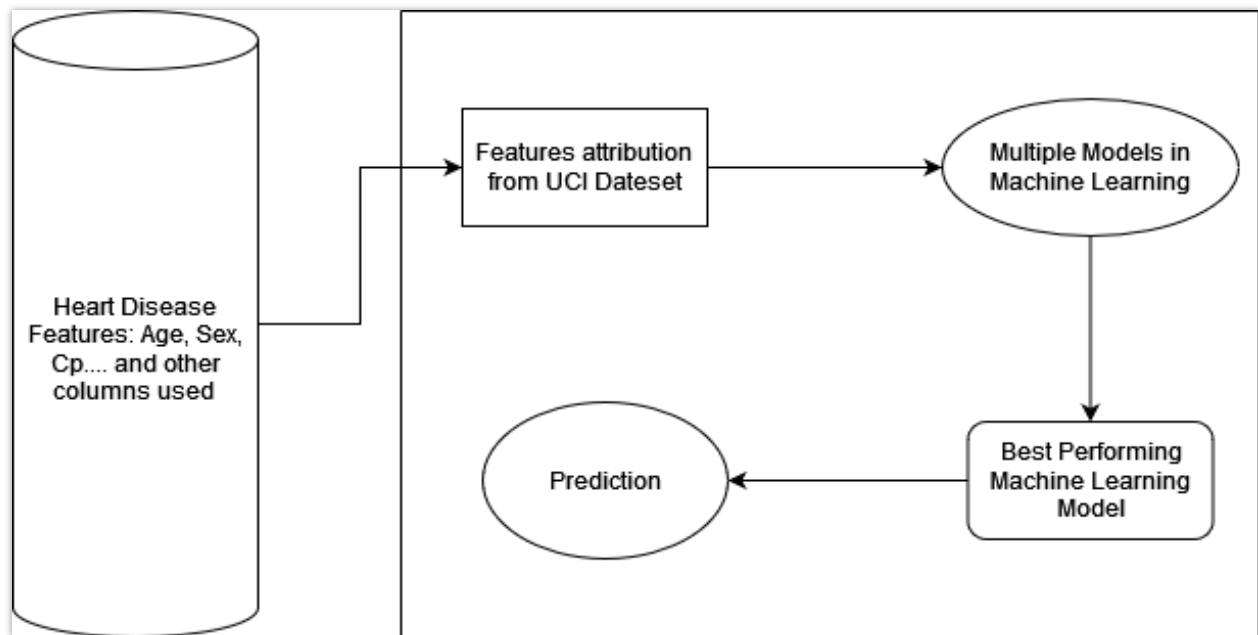 Heart Disease
Features: Age, Sex,
Cp.... and other
columns used
Features attribution
from UCI Dateset
Multiple Models in
Machine Learning
Best Performing
Machine Learning
Model
Prediction